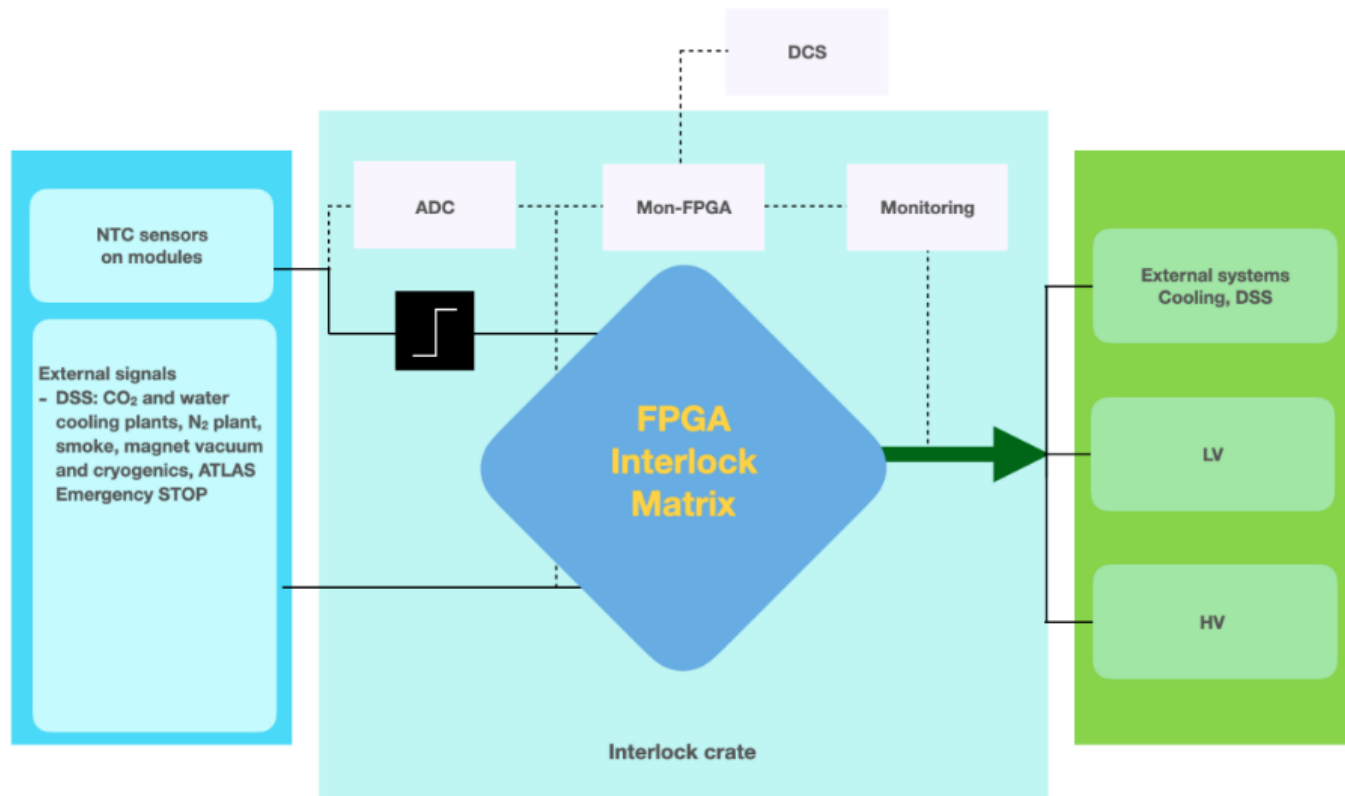 DCS
ADC
Mon-FPGA
Monitoring
NTC sensors
on modules
External signals
- DSS: CO₂ and water
cooling plants, N₂ plant,
smoke, magnet vacuum
and cryogenics, ATLAS
Emergency STOP
FPGA
Interlock
Matrix
External systems
Cooling, DSS
LV
HV
Interlock crate